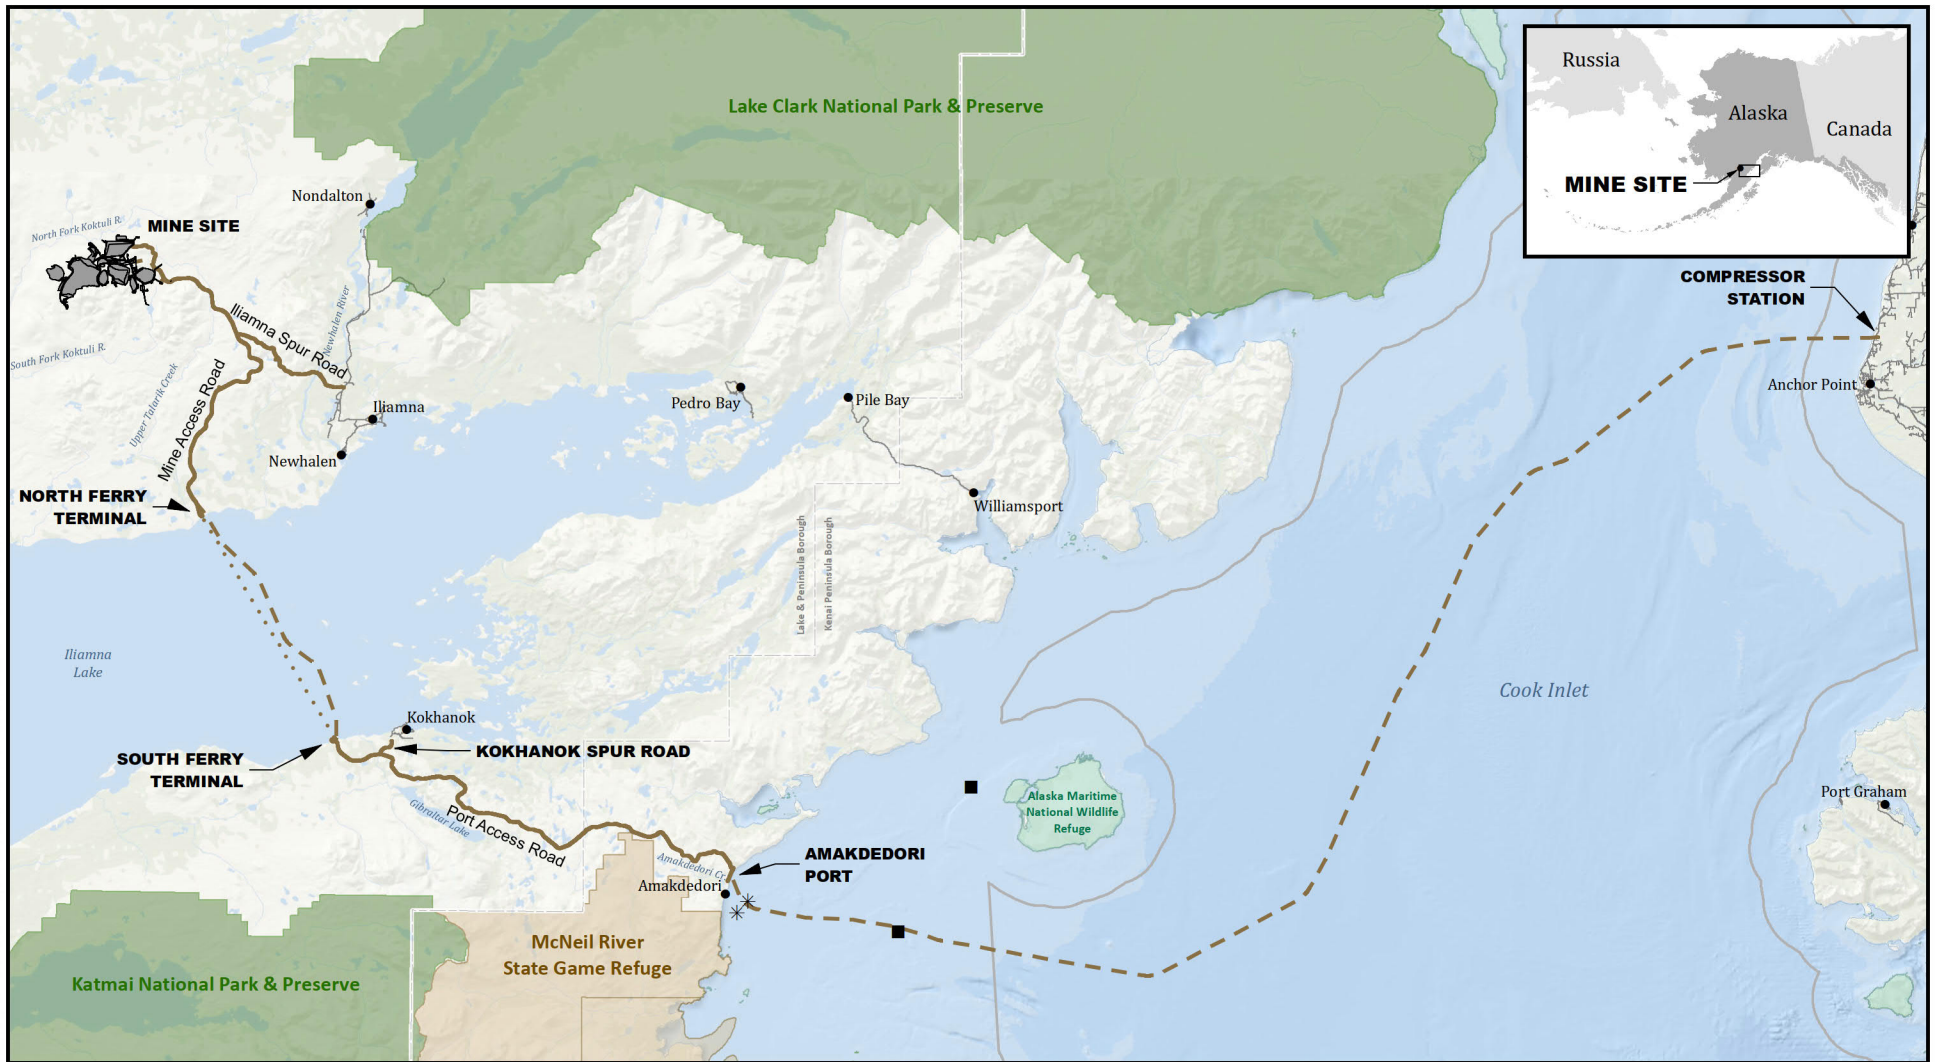 Russia
Alaska
Canada
MINE SITE
Lake Clark National Park & Preserve
Nondalton
North Fork Koktuli R.
MINE SITE
COMPRESSOR
STATION
Iliamna Spur Road
Newhalen River
South Fork Koktuli R.
Upper Talarik Creek
Mine Access Road
Anchor Point
Pedro Bay
Pile Bay
Iliamna
Newhalen
NORTH FERRY
TERMINAL
Williamsport
Lake & Peninsula Borough
Kenai Peninsula Borough
Iliamna
Lake
Cook Inlet
Kokhanok
KOKHANOK SPUR ROAD
SOUTH FERRY
TERMINAL
Gibraltar Lake
Port Access Road
Alaska Maritime
National Wildlife
Refuge
Port Graham
Amakdedori Cr.
AMAKDEDORI
PORT
Amakdedori
McNeil River
State Game Refuge
Katmai National Park & Preserve